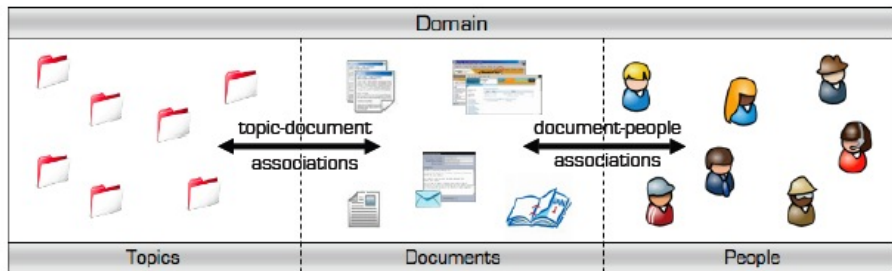 Domain
topic-document
associations
document-people
associations
Topics
Documents
People